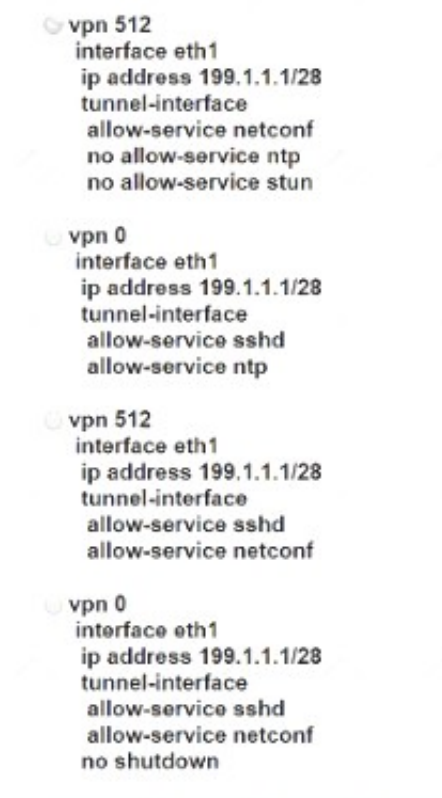 vpn 512
interface eth1
ip address 199.1.1.1/28
tunnel-interface
allow-service netconf
no allow-service ntp
no allow-service stun
vpn 0
interface eth1
ip address 199.1.1.1/28
tunnel-interface
allow-service sshd
allow-service ntp
vpn 512
interface eth1
ip address 199.1.1.1/28
tunnel-interface
allow-service sshd
allow-service netconf
vpn 0
interface eth1
ip address 199.1.1.1/28
tunnel-interface
allow-service sshd
allow-service netconf
no shutdown